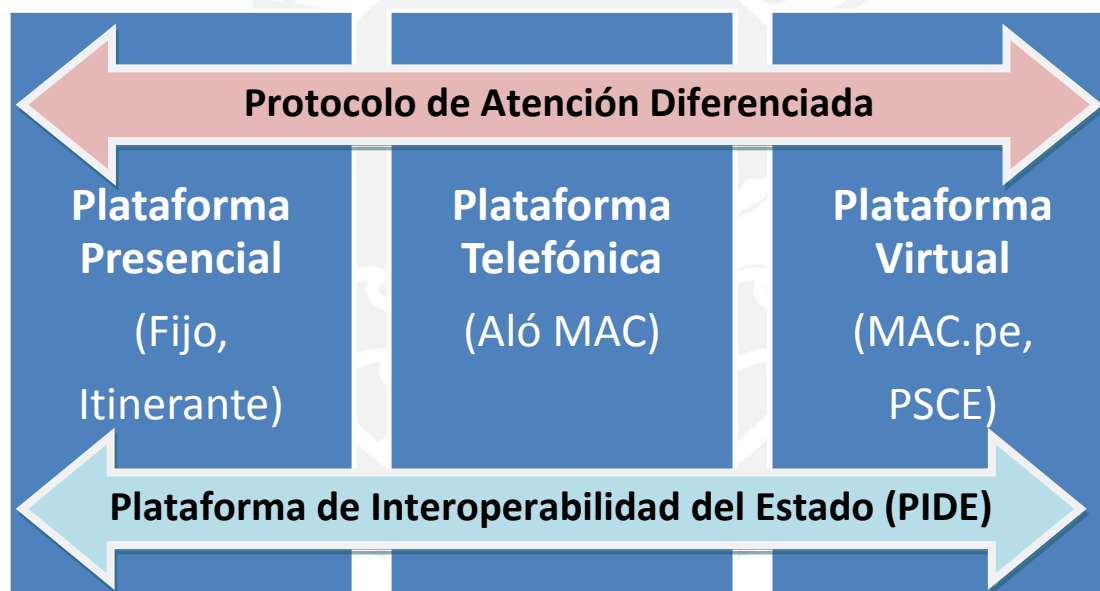 Protocolo de Atención Diferenciada
Plataforma
Presencial
(Fijo,
Itinerante)
Plataforma
Telefónica
(Aló MAC)
Plataforma
Virtual
(MAC.pe,
PSCE)
Plataforma de Interoperabilidad del Estado (PIDE)